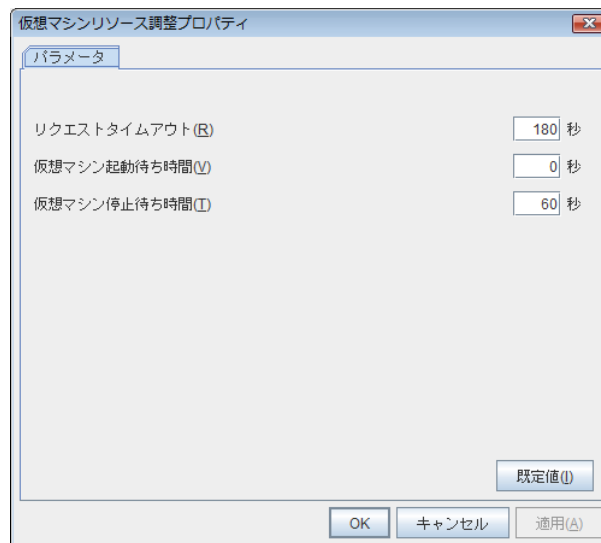 仮想マシンリソース調整プロパティ
パラメータ
リクエストタイムアウト(R) 180 秒
仮想マシン起動待ち時間(V) 0 秒
仮想マシン停止待ち時間(T) 60 秒
既定値(I)
OK キャンセル 適用(A)